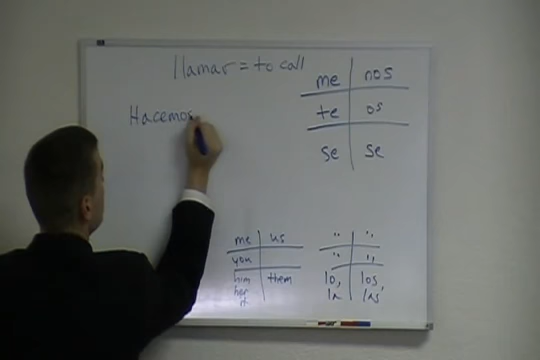 llamar = to call
me nos
te os
se se
Hacemos
me us
you
him them
her
it
" "
" "
lo, los,
la las